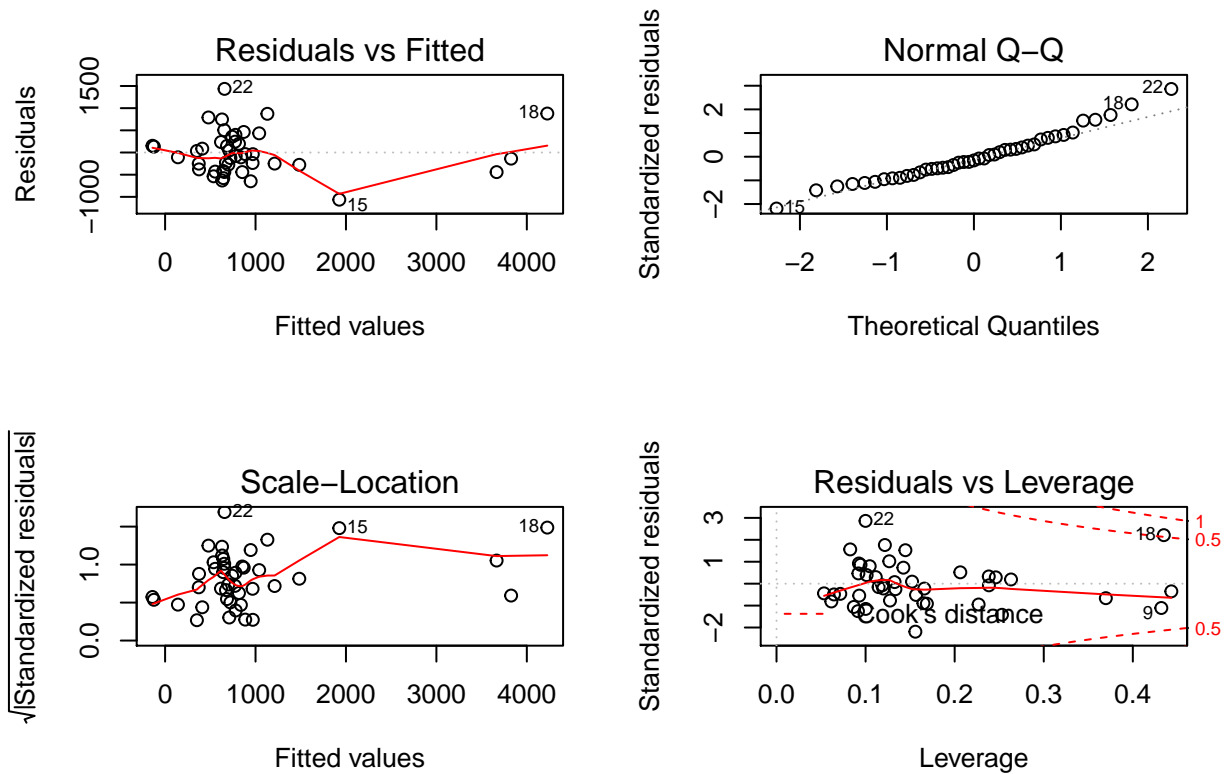 Residuals vs Fitted
Residuals
1500
−1000
22
18
15
0 1000 2000 3000 4000
Fitted values
Normal Q−Q
Standardized residuals
2
0
−2
22
18
15
−2 −1 0 1 2
Theoretical Quantiles
Scale−Location
√|Standardized residuals|
1.0
0.0
22
15
18
0 1000 2000 3000 4000
Fitted values
Residuals vs Leverage
Standardized residuals
3
1
−2
22
18
9
Cook's distance
1
0.5
0.5
0.0 0.1 0.2 0.3 0.4
Leverage